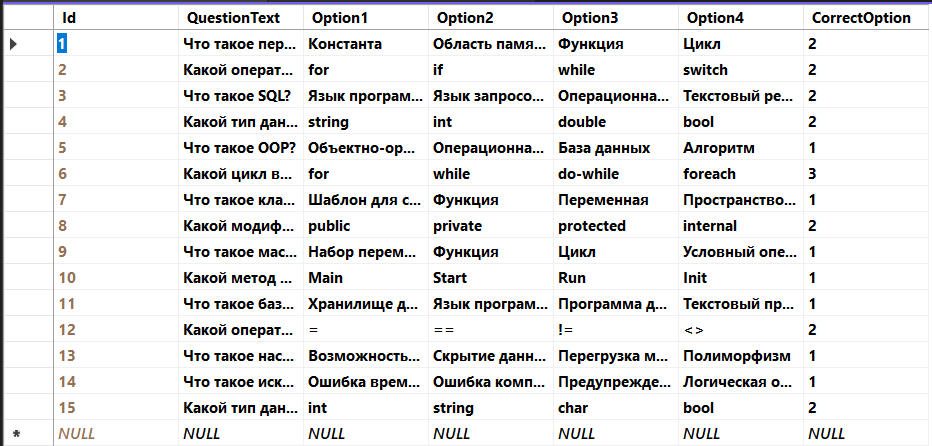 Id QuestionText Option1 Option2 Option3 Option4 CorrectOption
1 Что такое пер... Константа Область памя... Функция Цикл 2
2 Какой операт... for if while switch 2
3 Что такое SQL? Язык програм... Язык запросо... Операционна... Текстовый ре... 2
4 Какой тип дан... string int double bool 2
5 Что такое ООР? Объектно-ор... Операционна... База данных Алгоритм 1
6 Какой цикл в... for while do-while foreach 3
7 Что такое кла... Шаблон для с... Функция Переменная Пространство... 1
8 Какой модиф... public private protected internal 2
9 Что такое мас... Набор перем... Функция Цикл Условный опе... 1
10 Какой метод ... Main Start Run Init 1
11 Что такое баз... Хранилище д... Язык програм... Программа д... Текстовый пр... 1
12 Какой операт... = == != <> 2
13 Что такое нас... Возможность... Скрытие данн... Перегрузка м... Полиморфизм 1
14 Что такое иск... Ошибка врем... Ошибка комп... Предупрежде... Логическая о... 1
15 Какой тип дан... int string char bool 2
* NULL NULL NULL NULL NULL NULL NULL